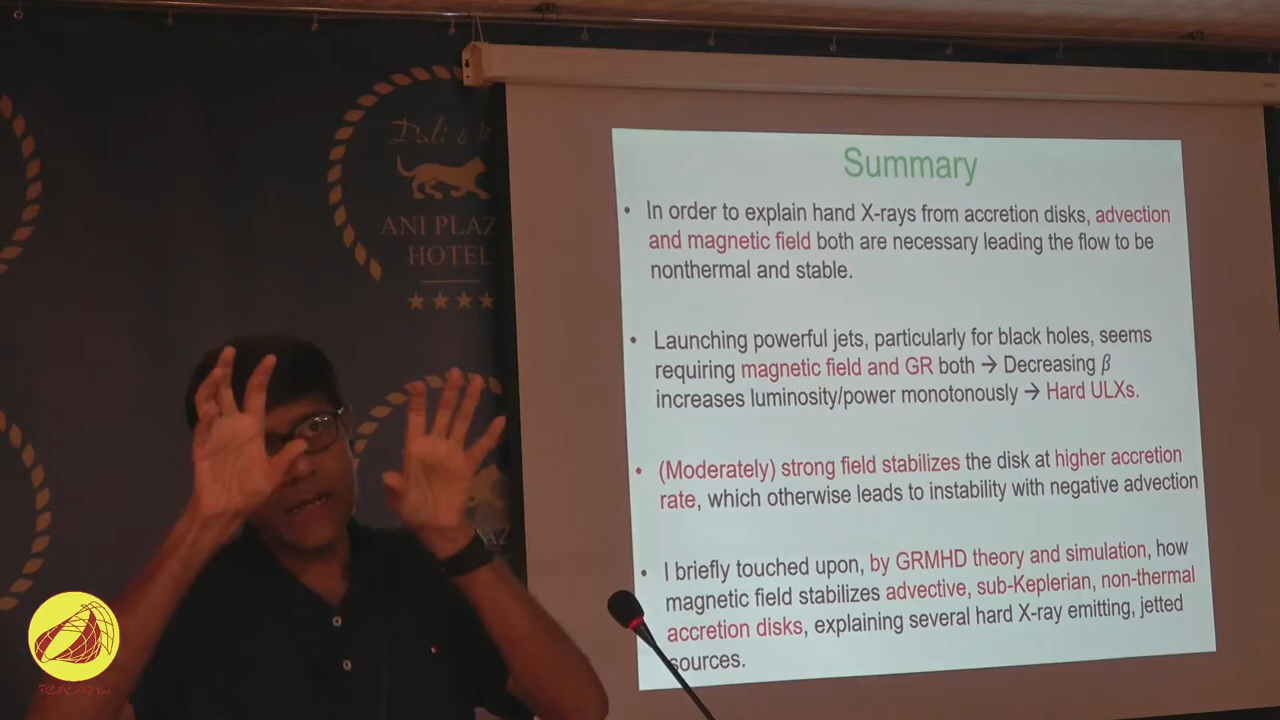 ANI PLAZ
HOTEL
Summary
• In order to explain hand X-rays from accretion disks, advection
and magnetic field both are necessary leading the flow to be
nonthermal and stable.
• Launching powerful jets, particularly for black holes, seems
requiring magnetic field and GR both → Decreasing β
increases luminosity/power monotonously → Hard ULXs.
• (Moderately) strong field stabilizes the disk at higher accretion
rate, which otherwise leads to instability with negative advection
• I briefly touched upon, by GRMHD theory and simulation, how
magnetic field stabilizes advective, sub-Keplerian, non-thermal
accretion disks, explaining several hard X-ray emitting, jetted
sources.